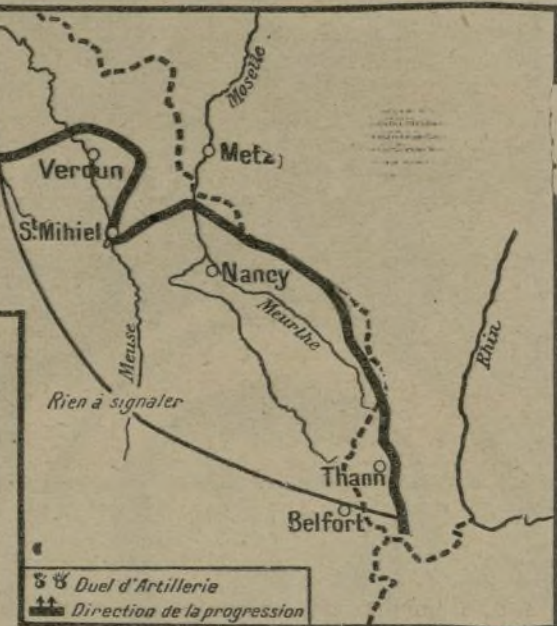 Moselle
Verdun
Metz
St Mihiel
Nancy
Meurthe
Meuse
Rhin
Rien à signaler
Thann
Belfort
Duel d'Artillerie
Direction de la progression